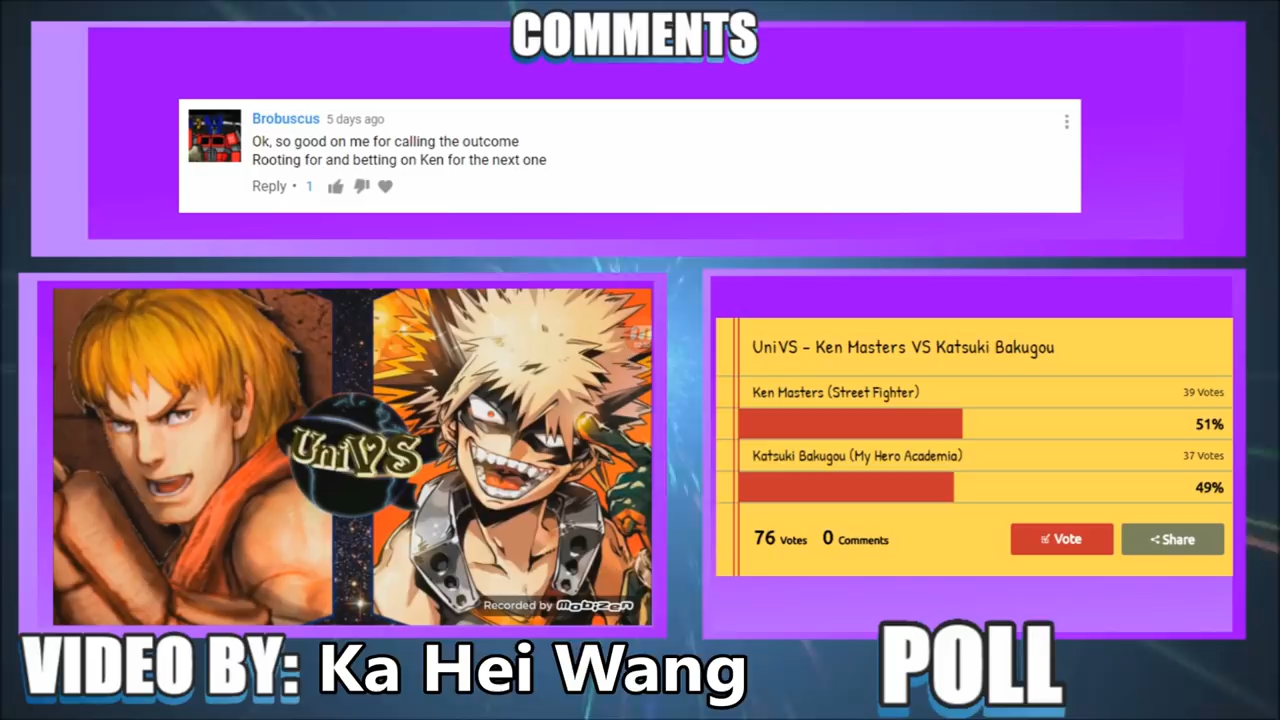 COMMENTS
Brobuscus 5 days ago
Ok, so good on me for calling the outcome
Rooting for and betting on Ken for the next one
Reply • 1
UniVS
Recorded by mobizen
UniVS - Ken Masters VS Katsuki Bakugou
Ken Masters (Street Fighter) 39 Votes
51%
Katsuki Bakugou (My Hero Academia) 37 Votes
49%
76 Votes 0 Comments
Vote
Share
VIDEO BY: Ka Hei Wang
POLL